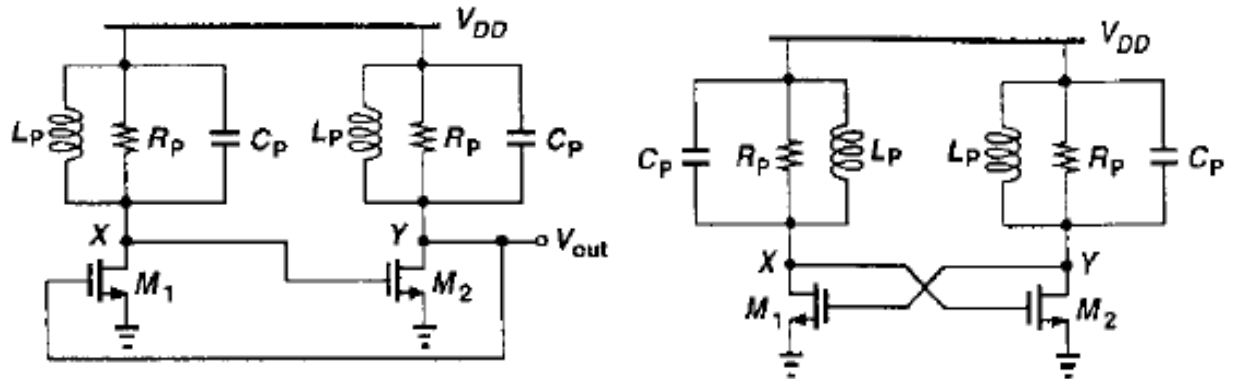 V_DD
L_P R_P C_P L_P R_P C_P
X Y V_out
M_1 M_2
V_DD
C_P R_P L_P L_P R_P C_P
X Y
M_1 M_2